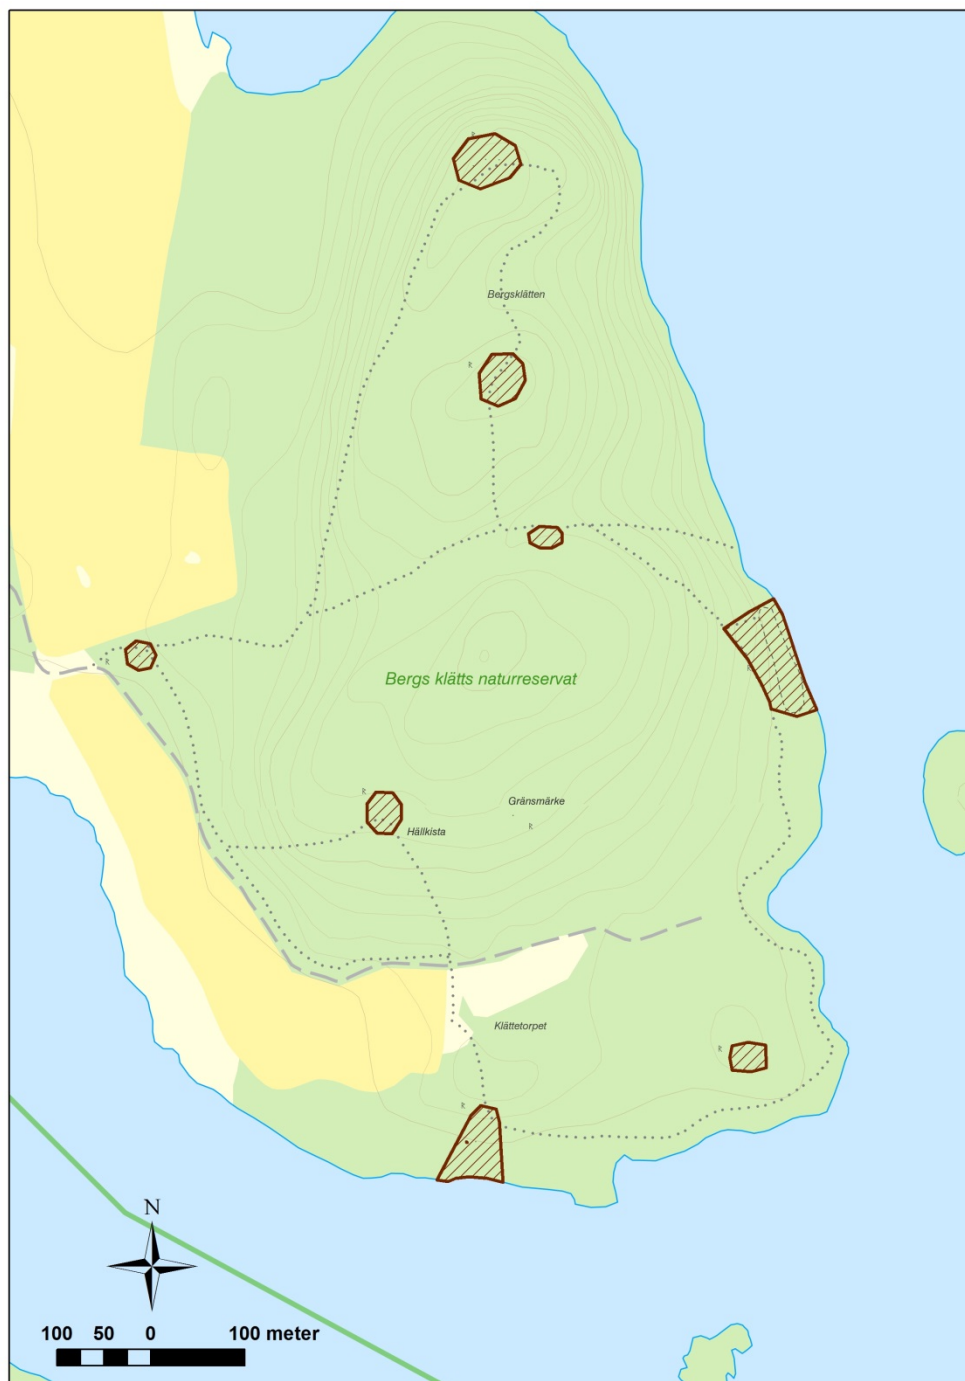 R
Bergsklätten
R
R
Bergs klätts naturreservat
R
R
Gränsmärke
R
Hällkista
Klättetorpet
R
R
N
100 50 0 100 meter